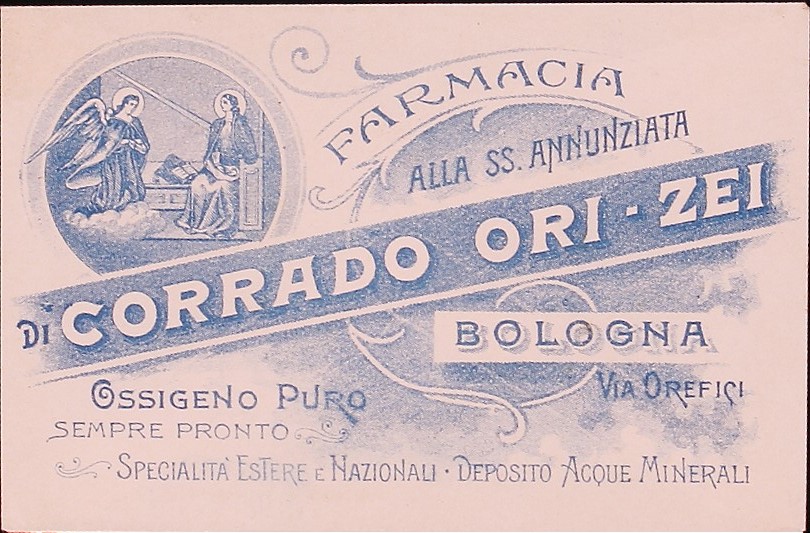 FARMACIA
ALLA SS. ANNUNZIATA
DI CORRADO ORI - ZEI
BOLOGNA
VIA OREFICI
OSSIGENO PURO
SEMPRE PRONTO
SPECIALITÀ ESTERE E NAZIONALI · DEPOSITO ACQUE MINERALI